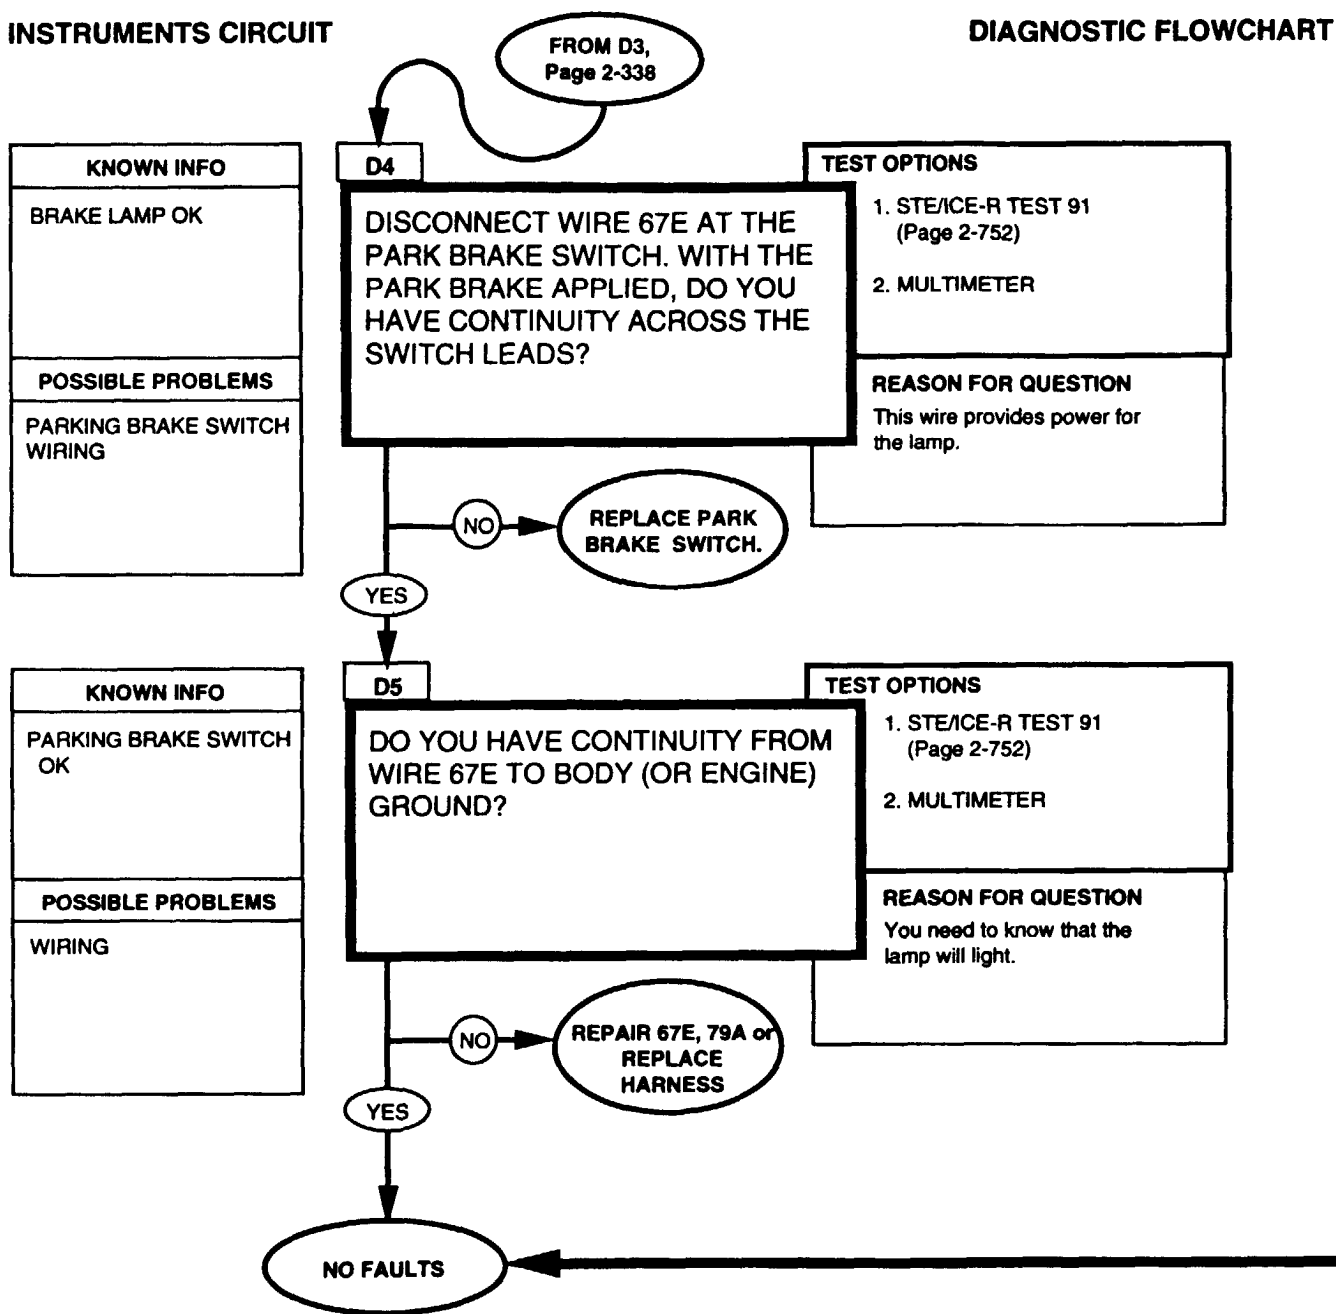 INSTRUMENTS CIRCUIT
DIAGNOSTIC FLOWCHART
FROM D3,
Page 2-338
KNOWN INFO
BRAKE LAMP OK
POSSIBLE PROBLEMS
PARKING BRAKE SWITCH
WIRING
D4
DISCONNECT WIRE 67E AT THE
PARK BRAKE SWITCH. WITH THE
PARK BRAKE APPLIED, DO YOU
HAVE CONTINUITY ACROSS THE
SWITCH LEADS?
TEST OPTIONS
1. STE/ICE-R TEST 91
(Page 2-752)
2. MULTIMETER
REASON FOR QUESTION
This wire provides power for
the lamp.
NO
REPLACE PARK
BRAKE SWITCH.
YES
KNOWN INFO
PARKING BRAKE SWITCH
OK
POSSIBLE PROBLEMS
WIRING
D5
DO YOU HAVE CONTINUITY FROM
WIRE 67E TO BODY (OR ENGINE)
GROUND?
TEST OPTIONS
1. STE/ICE-R TEST 91
(Page 2-752)
2. MULTIMETER
REASON FOR QUESTION
You need to know that the
lamp will light.
NO
REPAIR 67E, 79A or
REPLACE
HARNESS
YES
NO FAULTS